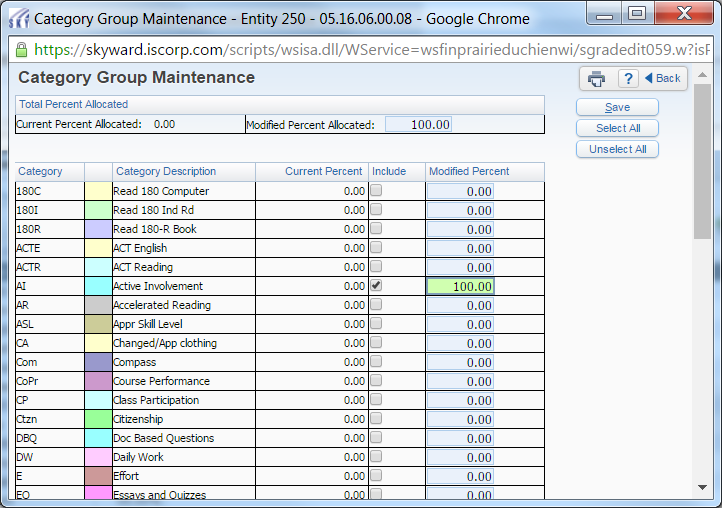 Category Group Maintenance - Entity 250 - 05.16.06.00.08 - Google Chrome
https://skyward.iscorp.com/scripts/wsisa.dll/WService=wsfinprairieduchienwi/sgradedit059.w?isP
Category Group Maintenance
? Back
Total Percent Allocated
Save
Current Percent Allocated: 0.00 Modified Percent Allocated: 100.00
Select All
Unselect All
Category Category Description Current Percent Include Modified Percent
180C Read 180 Computer 0.00 0.00
180I Read 180 Ind Rd 0.00 0.00
180R Read 180-R Book 0.00 0.00
ACTE ACT English 0.00 0.00
ACTR ACT Reading 0.00 0.00
AI Active Involvement 0.00 100.00
AR Accelerated Reading 0.00 0.00
ASL Appr Skill Level 0.00 0.00
CA Changed/App clothing 0.00 0.00
Com Compass 0.00 0.00
CoPr Course Performance 0.00 0.00
CP Class Participation 0.00 0.00
Ctzn Citizenship 0.00 0.00
DBQ Doc Based Questions 0.00 0.00
DW Daily Work 0.00 0.00
E Effort 0.00 0.00
EQ Essays and Quizzes 0.00 0.00